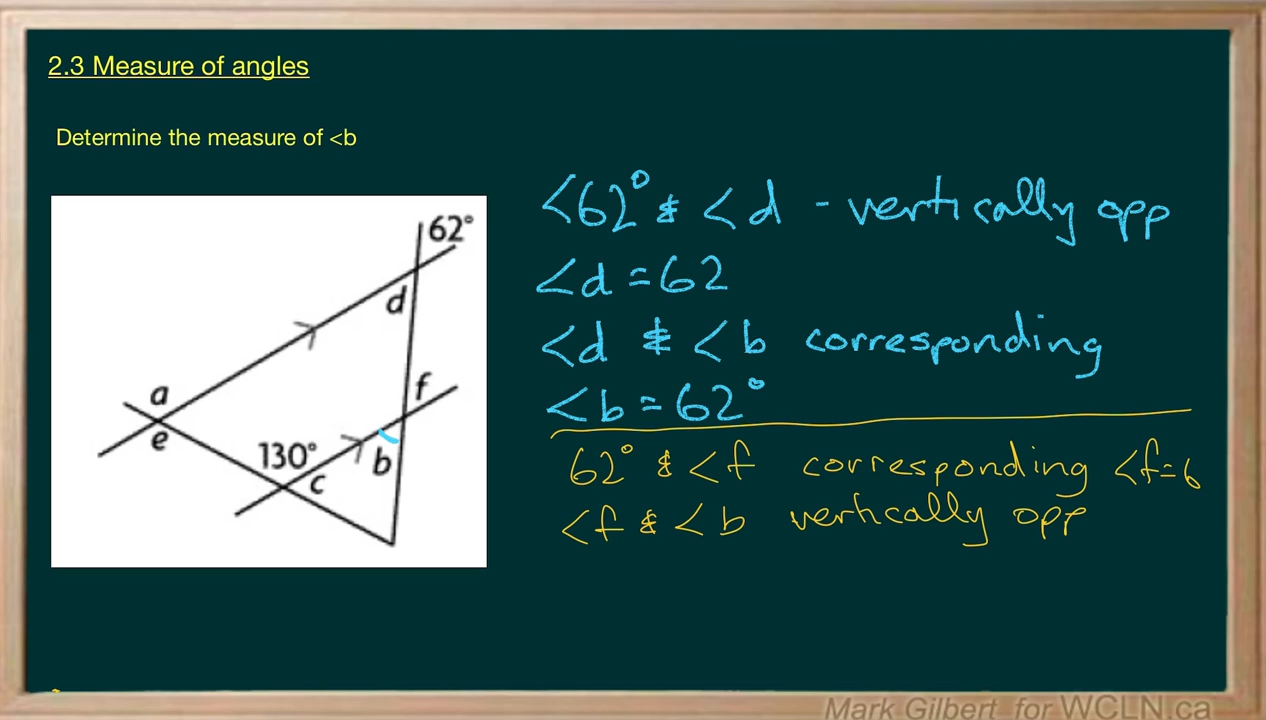 2.3 Measure of angles
Determine the measure of <b
62°
d
a
f
e
130°
b
c
<62° & <d - vertically opp
<d = 62
<d & <b corresponding
<b = 62°
62° & <f corresponding <f=6
<f & <b vertically opp
Mark Gilbert for WCLN.ca